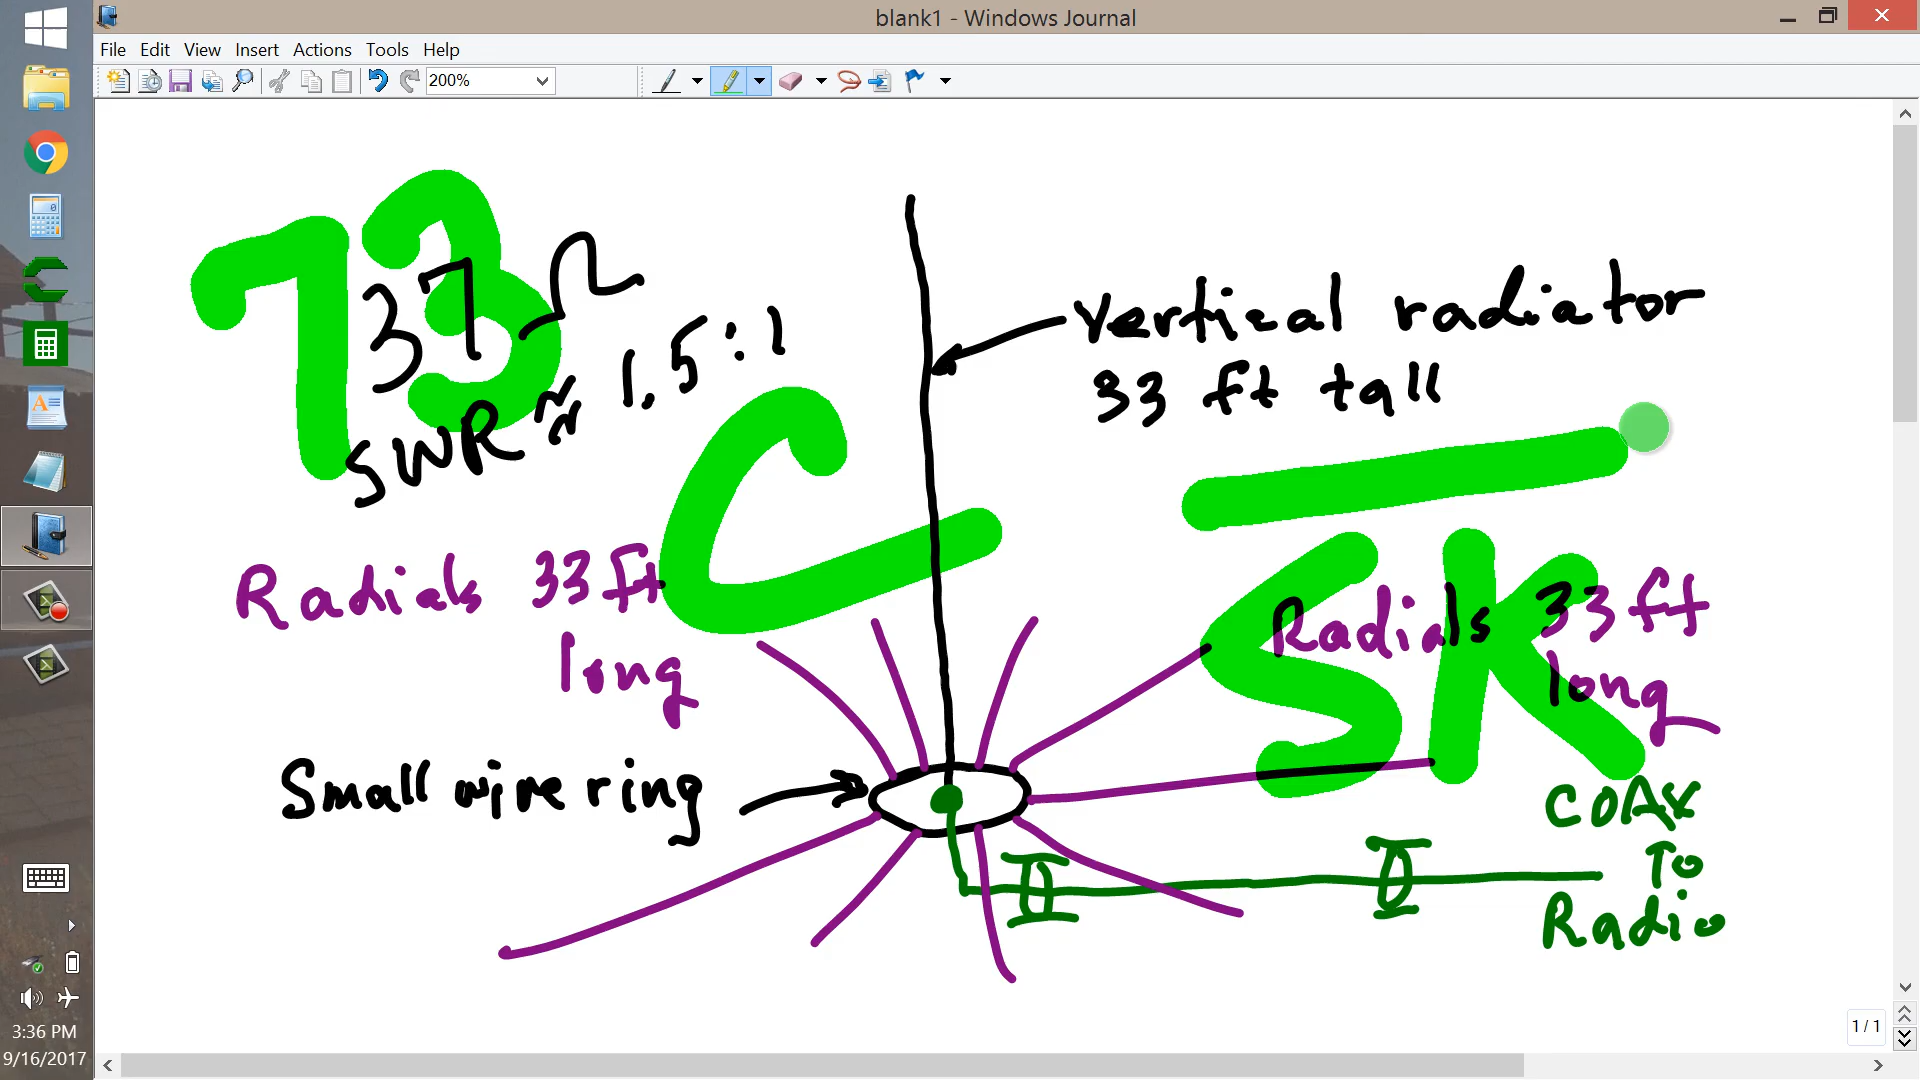 blank1 - Windows Journal
File Edit View Insert Actions Tools Help
200%
73
37 Ω
SWR ≈ 1.5:1
C
Vertical radiator
33 ft tall
SK
Radials 33 ft
long
Radials 33 ft
long
Small wire ring
COAX
TO
Radio
3:36 PM
9/16/2017
1 / 1